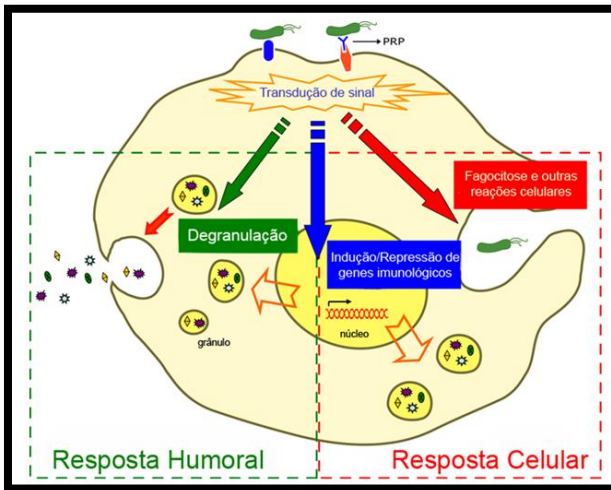 PRP
Transdução de sinal
Fagocitose e outras
reações celulares
Degranulação
Indução/Repressão de
genes imunológicos
núcleo
grânulo
Resposta Humoral
Resposta Celular